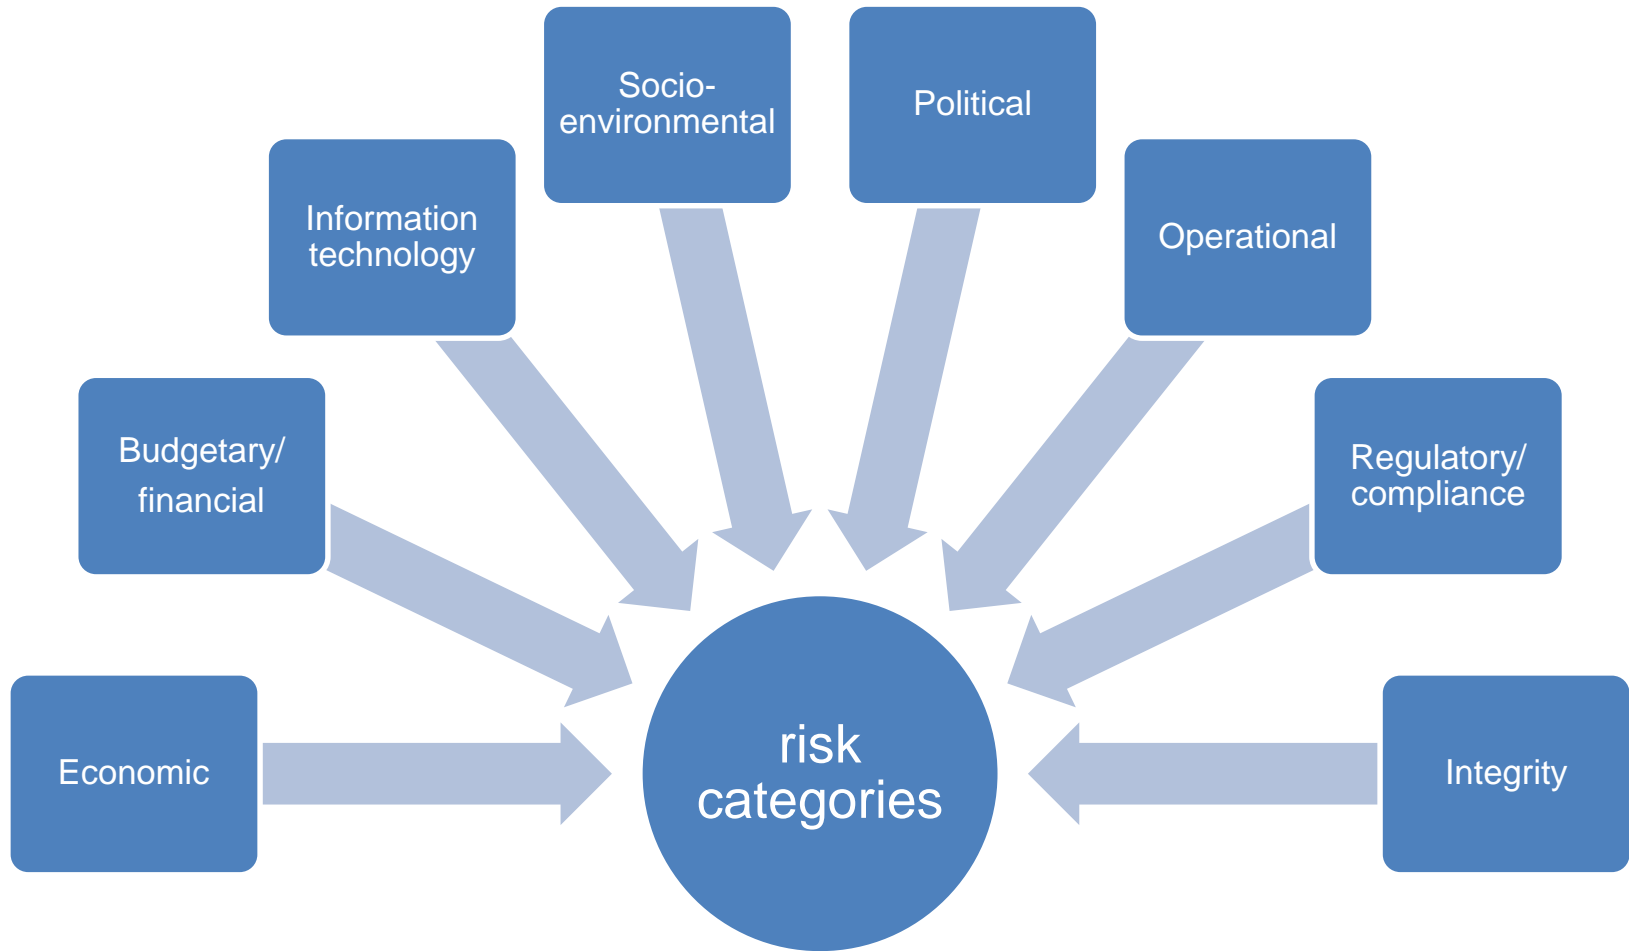 Socio-
environmental
Political
Information
technology
Operational
Budgetary/
financial
Regulatory/
compliance
Economic
risk
categories
Integrity